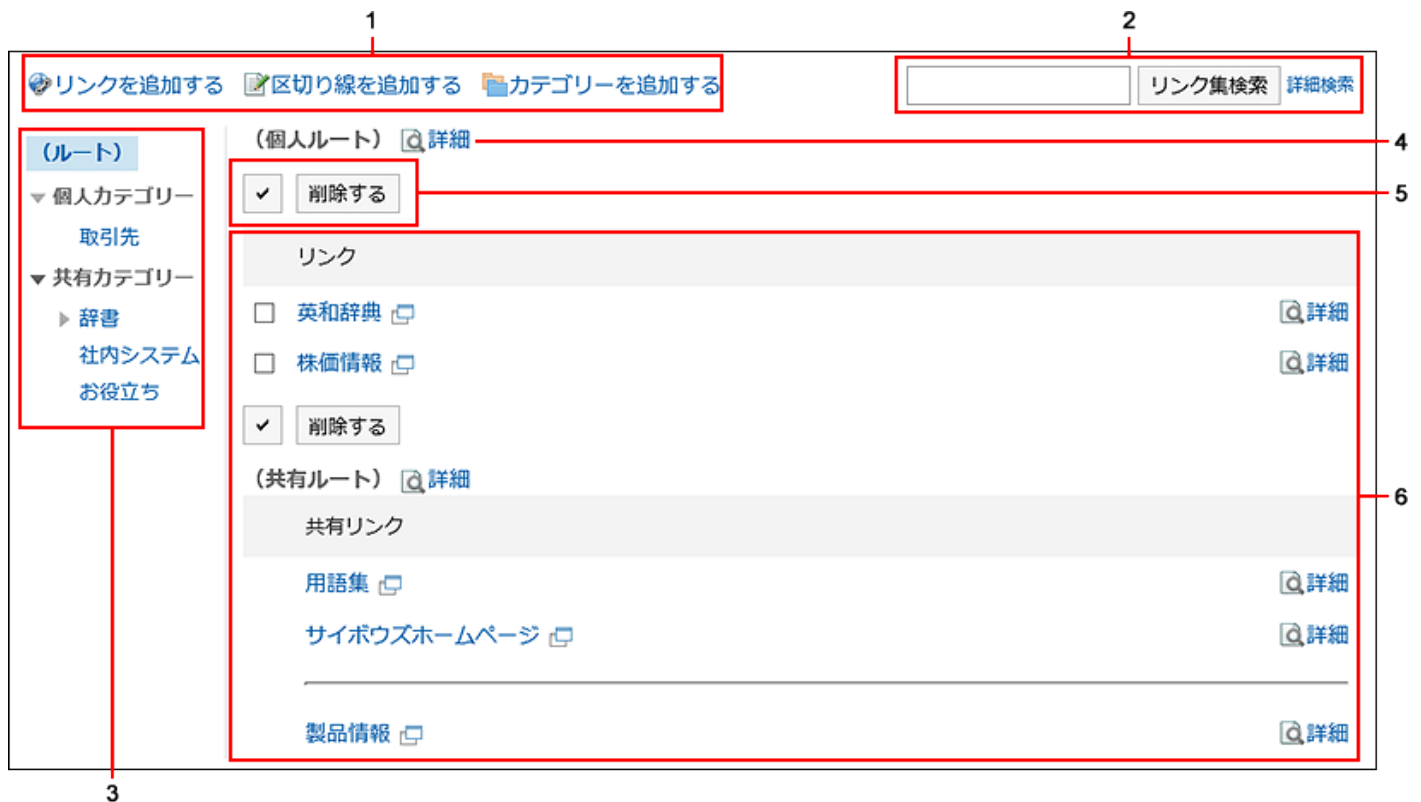 1
2
リンクを追加する 区切り線を追加する カテゴリーを追加する
リンク集検索 詳細検索
(ルート)
個人カテゴリー
取引先
共有カテゴリー
辞書
社内システム
お役立ち
3
(個人ルート) 詳細
4
削除する
5
リンク
英和辞典 詳細
株価情報 詳細
削除する
(共有ルート) 詳細
6
共有リンク
用語集 詳細
サイボウズホームページ 詳細
製品情報 詳細